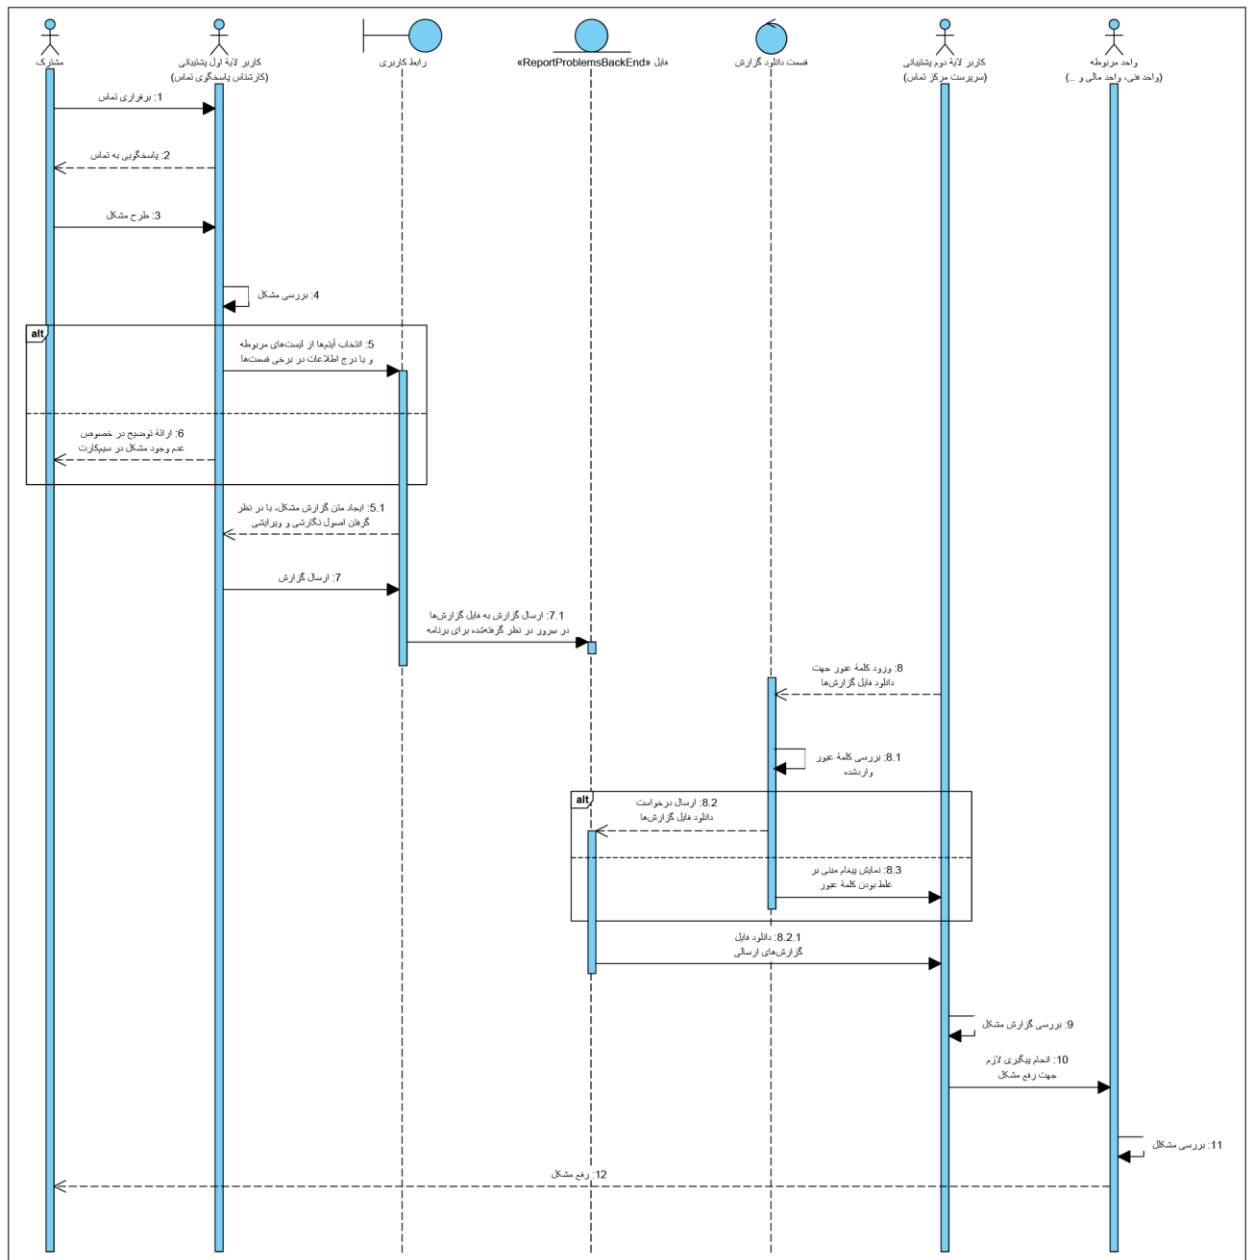 مشترک
کاربر لایۀ اول پشتیبانی
(کارشناس پاسخگوی تماس)
رابط کاربری
فایل «ReportProblemsBackEnd»
قسمت دانلود گزارش
کاربر لایۀ دوم پشتیبانی
(سرپرست مرکز تماس)
واحد مربوطه
(واحد فنی، واحد مالی و ..)
1: برقراری تماس
2: پاسخگویی به تماس
3: طرح مشکل
4: بررسی مشکل
alt
5: انتخاب آیتم‌ها از لیست‌های مربوطه
و یا درج اطلاعات در برخی قسمت‌ها
6: ارائۀ توضیح در خصوص
عدم وجود مشکل در سیم‌کارت
5.1: ایجاد متن گزارش مشکل، با در نظر
گرفتن اصول نگارشی و ویرایشی
7: ارسال گزارش
7.1: ارسال گزارش به فایل گزارش‌ها
در سرور در نظر گرفته‌شده برای برنامه
8: ورود کلمۀ عبور جهت
دانلود فایل گزارش‌ها
8.1: بررسی کلمۀ عبور
واردشده
alt
8.2: ارسال درخواست
دانلود فایل گزارش‌ها
8.3: نمایش پیغام مبنی بر
غلط بودن کلمۀ عبور
8.2.1: دانلود فایل
گزارش‌های ارسالی
9: بررسی گزارش مشکل
10: انجام پیگیری لازم
جهت رفع مشکل
11: بررسی مشکلل
12: رفع مشکل